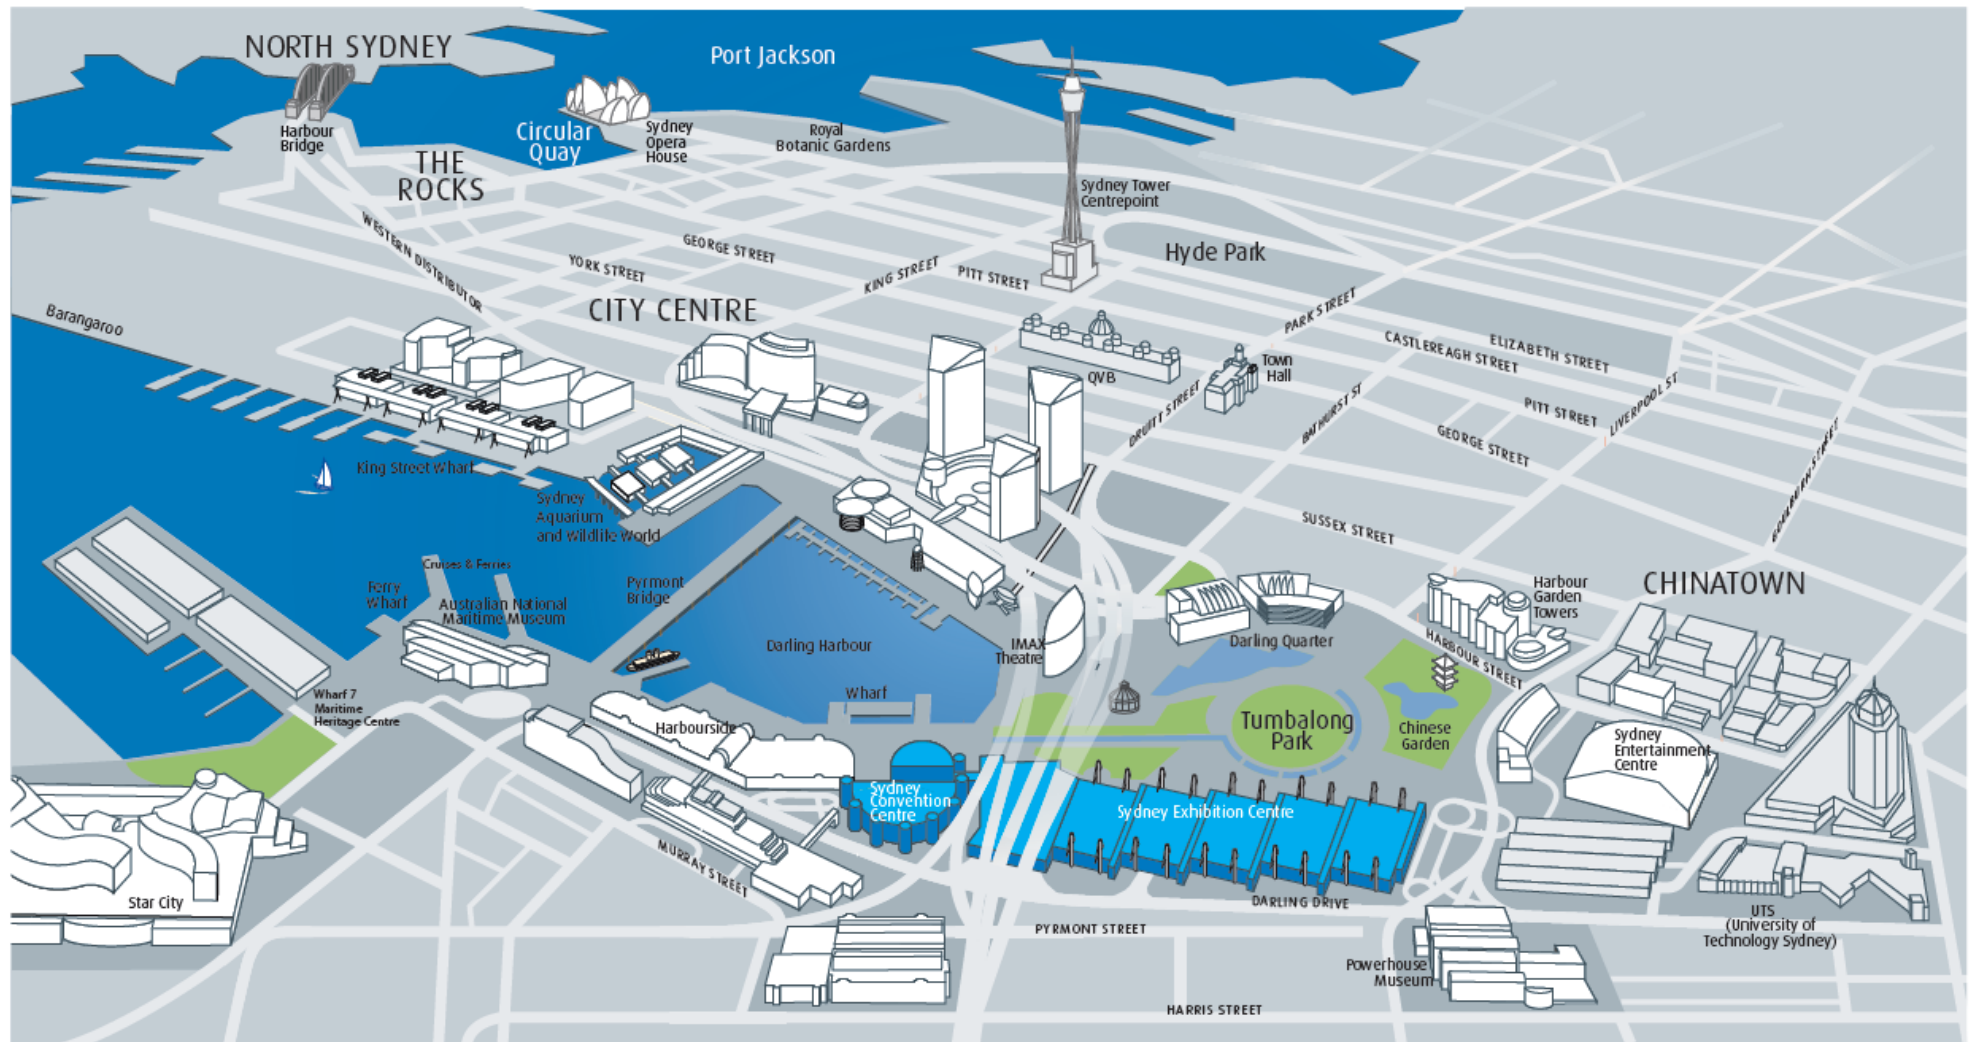 NORTH SYDNEY
Port Jackson
Harbour
Bridge
Circular
Quay
Sydney
Opera
House
Royal
Botanic Gardens
THE
ROCKS
Sydney Tower
Centrepoint
WESTERN DISTRIBUTOR
GEORGE STREET
YORK STREET
KING STREET
PITT STREET
Hyde Park
CITY CENTRE
Barangaroo
PARK STREET
CASTLEREAGH STREET
ELIZABETH STREET
QVB
Town
Hall
DRUITT STREET
BATHURST ST
PITT STREET
LIVERPOOL ST
GEORGE STREET
GOULBURN STREET
King Street Wharf
Sydney
Aquarium
and Wildlife World
SUSSEX STREET
Cruises & Ferries
Ferry
Wharf
Australian National
Maritime Museum
Pyrmont
Bridge
Darling Harbour
IMAX
Theatre
Darling Quarter
Harbour
Garden
Towers
CHINATOWN
HARBOUR STREET
Wharf 7
Maritime
Heritage Centre
Wharf
Harbourside
Tumbalong
Park
Chinese
Garden
Sydney
Entertainment
Centre
Sydney
Convention
Centre
Sydney Exhibition Centre
MURRAY STREET
Star City
DARLING DRIVE
PYRMONT STREET
UTS
(University of
Technology Sydney)
Powerhouse
Museum
HARRIS STREET